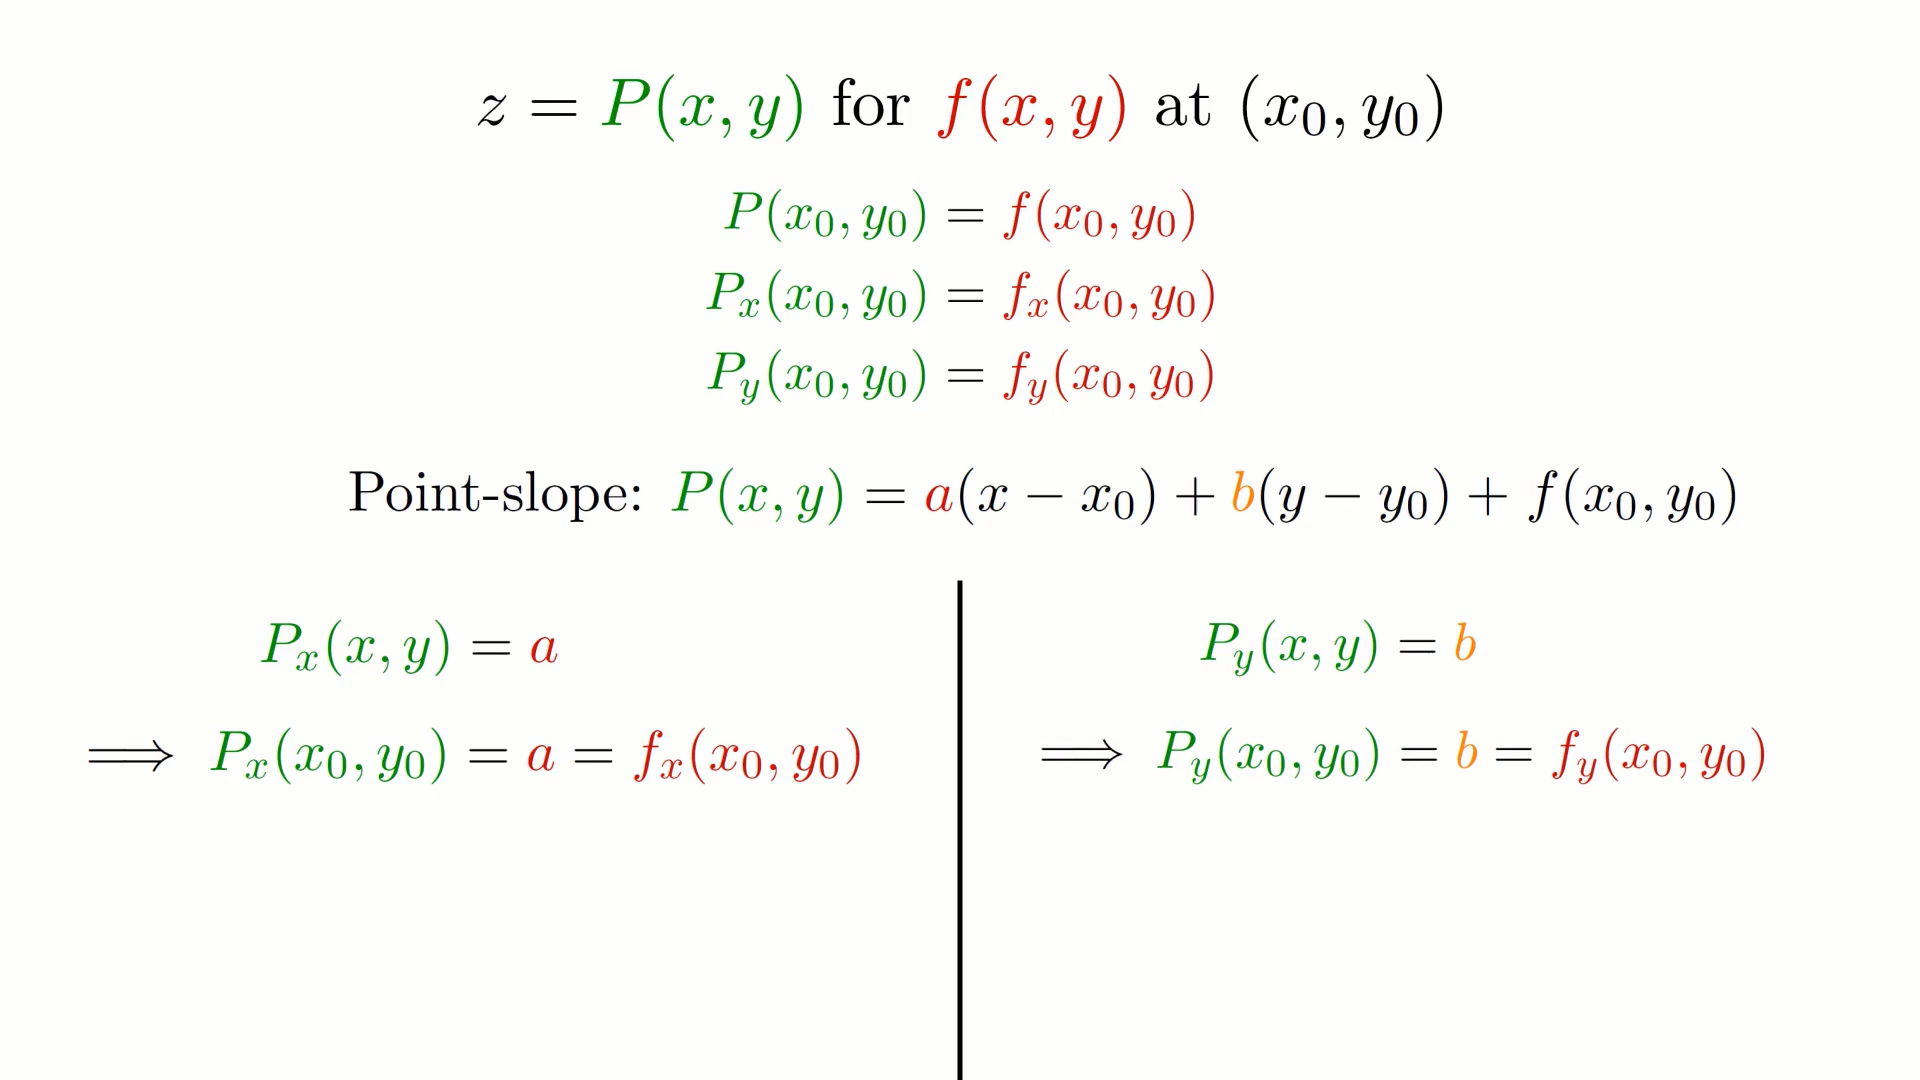 z = P(x, y) for f(x, y) at (x₀, y₀)
P(x₀, y₀) = f(x₀, y₀)
Pₓ(x₀, y₀) = fₓ(x₀, y₀)
P_y(x₀, y₀) = f_y(x₀, y₀)
Point-slope: P(x, y) = a(x − x₀) + b(y − y₀) + f(x₀, y₀)
Pₓ(x, y) = a
⟹ Pₓ(x₀, y₀) = a = fₓ(x₀, y₀)
P_y(x, y) = b
⟹ P_y(x₀, y₀) = b = f_y(x₀, y₀)